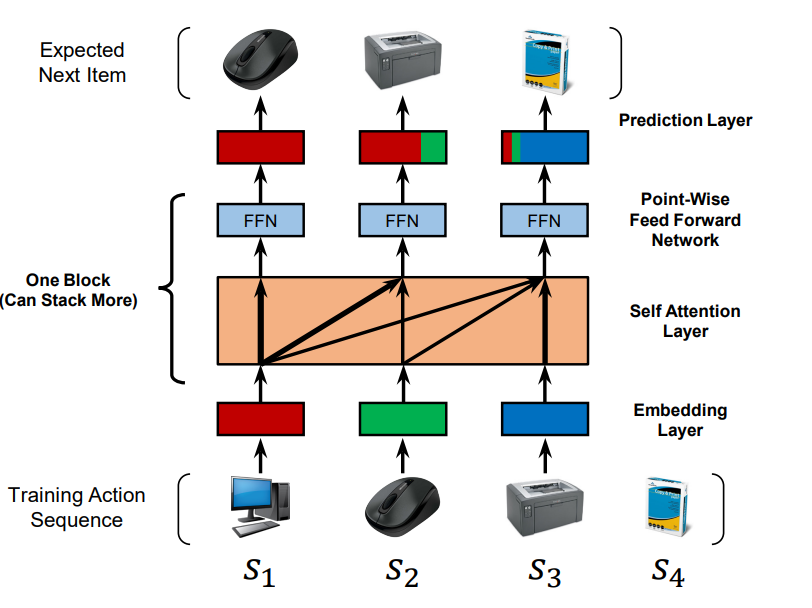 Expected
Next Item
Prediction Layer
FFN
FFN
FFN
Point-Wise
Feed Forward
Network
One Block
(Can Stack More)
Self Attention
Layer
Embedding
Layer
Training Action
Sequence
S1
S2
S3
S4